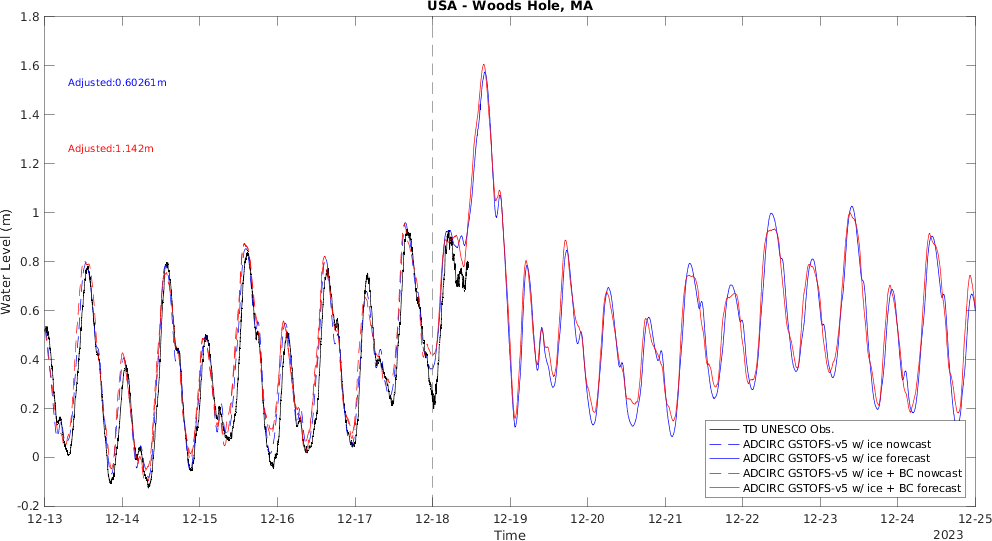 USA - Woods Hole, MA
1.8
1.6
1.4
1.2
1
0.8
0.6
0.4
0.2
0
-0.2
Water Level (m)
Adjusted:0.60261m
Adjusted:1.142m
TD UNESCO Obs.
ADCIRC GSTOFS-v5 w/ ice nowcast
ADCIRC GSTOFS-v5 w/ ice forecast
ADCIRC GSTOFS-v5 w/ ice + BC nowcast
ADCIRC GSTOFS-v5 w/ ice + BC forecast
12-13 12-14 12-15 12-16 12-17 12-18 12-19 12-20 12-21 12-22 12-23 12-24 12-25
Time
2023